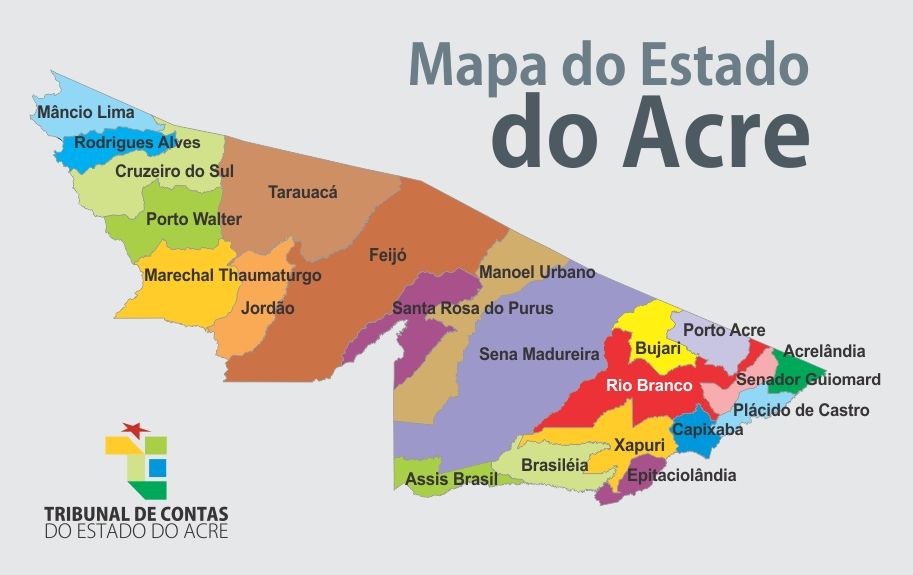 Mapa do Estado
do Acre
Mâncio Lima
Rodrigues Alves
Cruzeiro do Sul
Tarauacá
Porto Walter
Feijó
Marechal Thaumaturgo
Manoel Urbano
Jordão
Santa Rosa do Purus
Porto Acre
Sena Madureira
Bujari
Acrelândia
Rio Branco
Senador Guiomard
Plácido de Castro
Capixaba
Xapuri
Brasiléia
Epitaciolândia
Assis Brasil
TRIBUNAL DE CONTAS
DO ESTADO DO ACRE